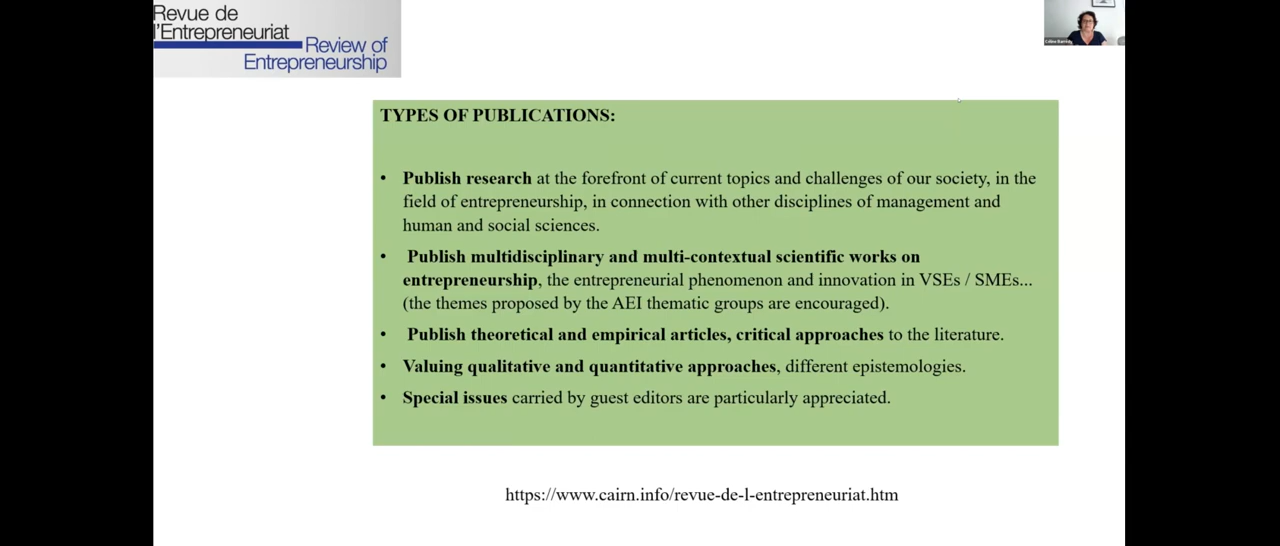 Revue de
l'Entrepreneuriat
Review of
Entrepreneurship
TYPES OF PUBLICATIONS:
• Publish research at the forefront of current topics and challenges of our society, in the
field of entrepreneurship, in connection with other disciplines of management and
human and social sciences.
• Publish multidisciplinary and multi-contextual scientific works on
entrepreneurship, the entrepreneurial phenomenon and innovation in VSEs / SMEs...
(the themes proposed by the AEI thematic groups are encouraged).
• Publish theoretical and empirical articles, critical approaches to the literature.
• Valuing qualitative and quantitative approaches, different epistemologies.
• Special issues carried by guest editors are particularly appreciated.
https://www.cairn.info/revue-de-l-entrepreneuriat.htm